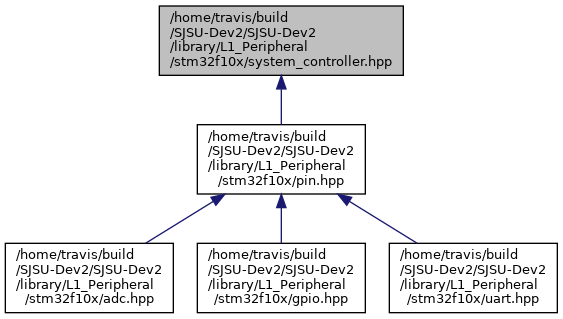 /home/travis/build
/SJSU-Dev2/SJSU-Dev2
/library/L1_Peripheral
/stm32f10x/system_controller.hpp
/home/travis/build
/SJSU-Dev2/SJSU-Dev2
/library/L1_Peripheral
/stm32f10x/pin.hpp
/home/travis/build
/SJSU-Dev2/SJSU-Dev2
/library/L1_Peripheral
/stm32f10x/adc.hpp
/home/travis/build
/SJSU-Dev2/SJSU-Dev2
/library/L1_Peripheral
/stm32f10x/gpio.hpp
/home/travis/build
/SJSU-Dev2/SJSU-Dev2
/library/L1_Peripheral
/stm32f10x/uart.hpp